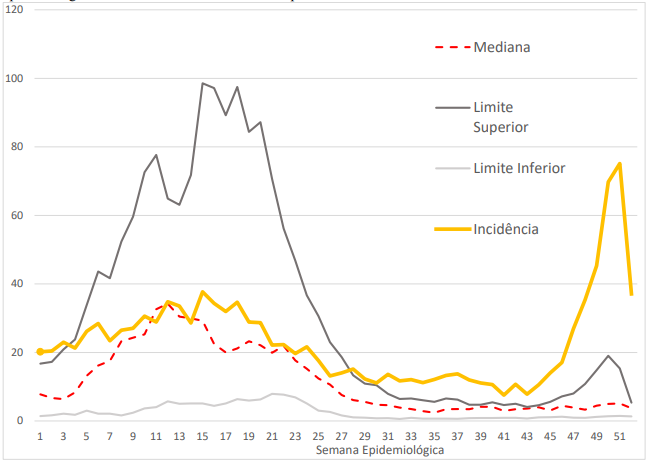 120
100
80
60
40
20
0
Mediana
Limite
Superior
Limite Inferior
Incidência
1 3 5 7 9 11 13 15 17 19 21 23 25 27 29 31 33 35 37 39 41 43 45 47 49 51
Semana Epidemiológica